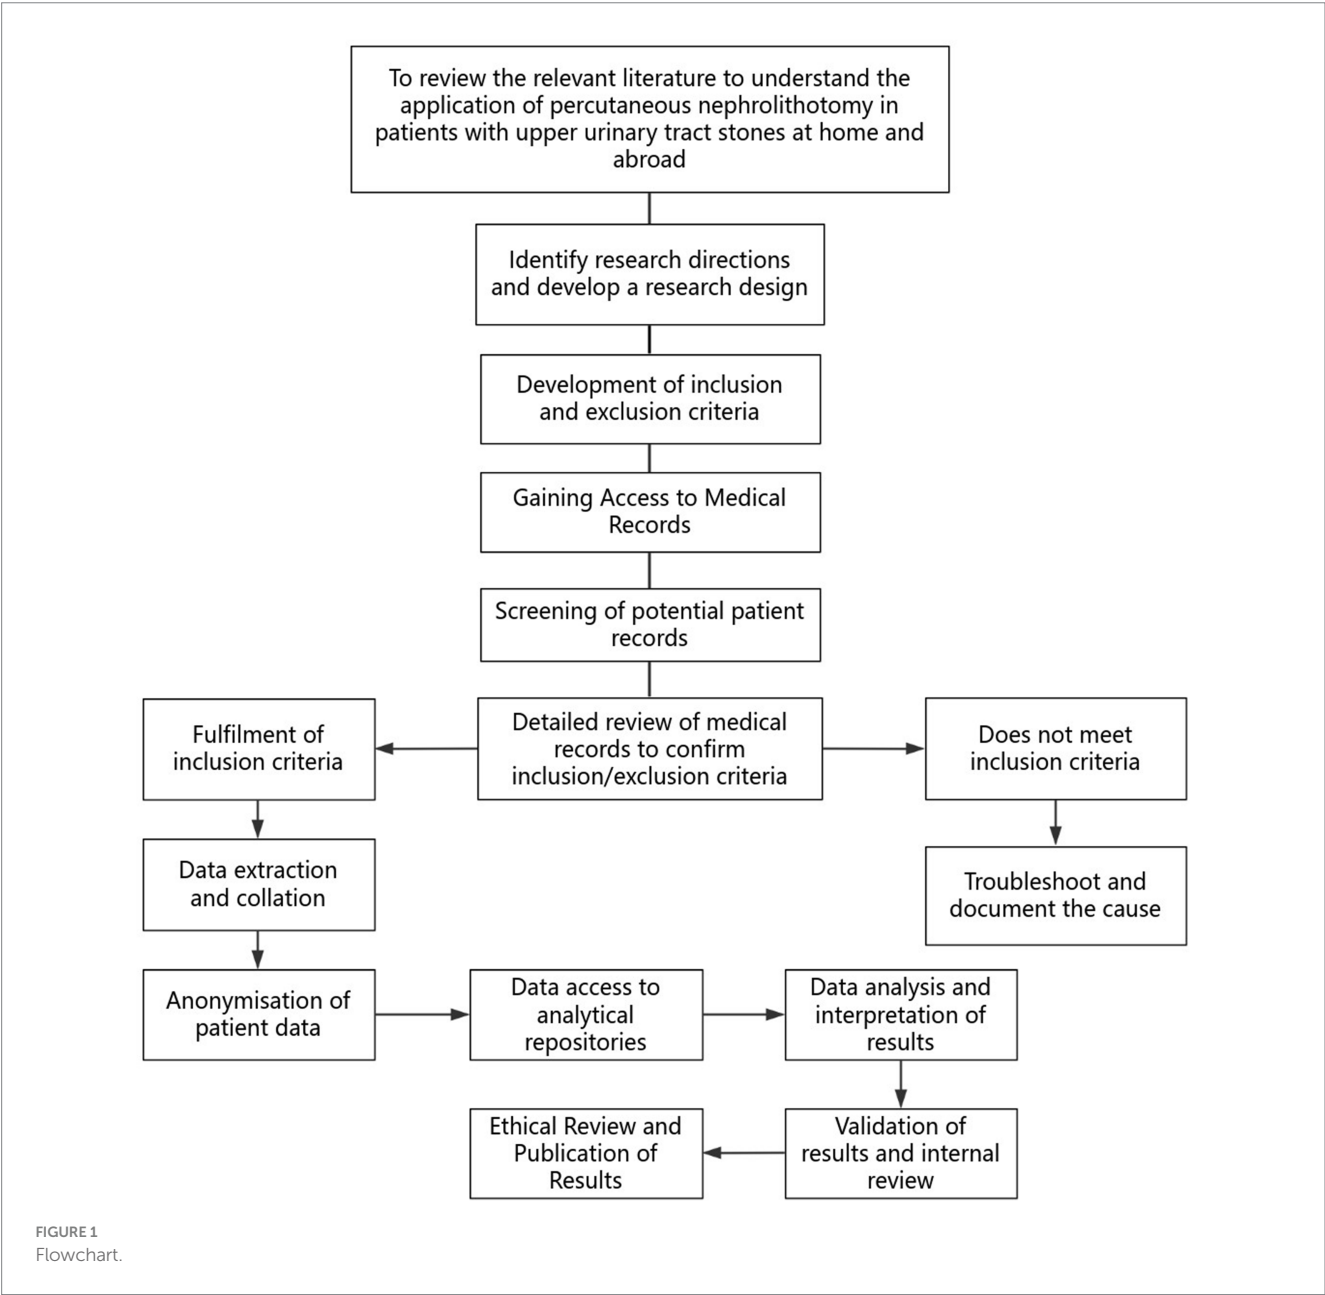 To review the relevant literature to understand the
application of percutaneous nephrolithotomy in
patients with upper urinary tract stones at home and
abroad
Identify research directions
and develop a research design
Development of inclusion
and exclusion criteria
Gaining Access to Medical
Records
Screening of potential patient
records
Fulfilment of
inclusion criteria
Detailed review of medical
records to confirm
inclusion/exclusion criteria
Does not meet
inclusion criteria
Data extraction
and collation
Troubleshoot and
document the cause
Anonymisation of
patient data
Data access to
analytical
repositories
Data analysis and
interpretation of
results
Ethical Review and
Publication of
Results
Validation of
results and internal
review
FIGURE 1
Flowchart.